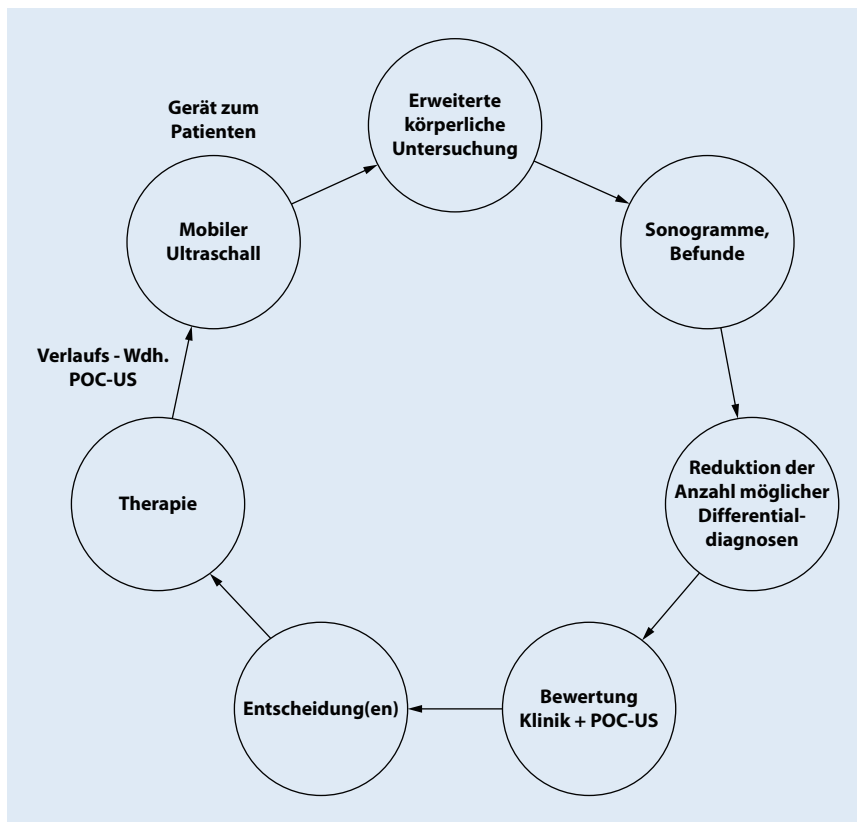 Gerät zum
Patienten
Mobiler
Ultraschall
Erweiterte
körperliche
Untersuchung
Sonogramme,
Befunde
Reduktion der
Anzahl möglicher
Differential-
diagnosen
Bewertung
Klinik + POC-US
Entscheidung(en)
Therapie
Verlaufs - Wdh.
POC-US